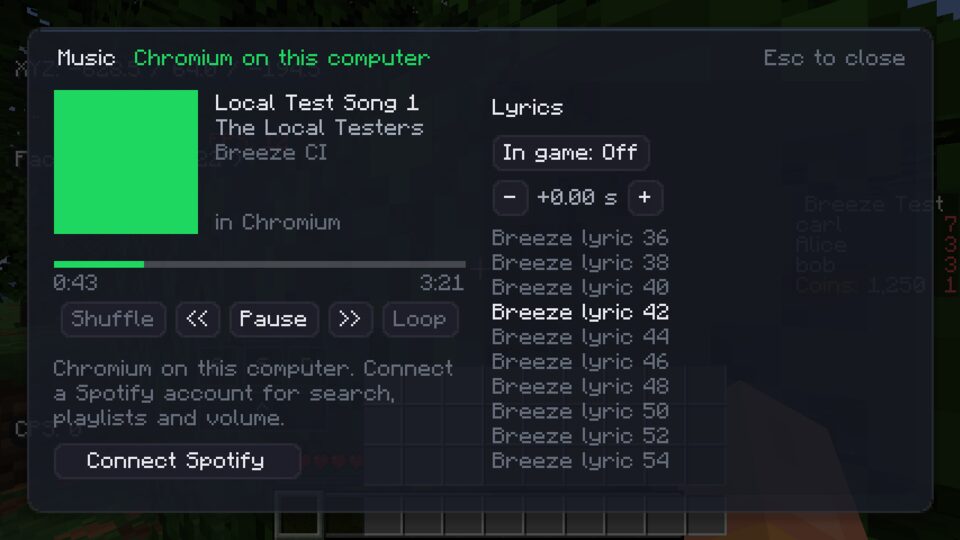 Music Chromium on this computer
Esc to close
Local Test Song 1
The Local Testers
Breeze CI
in Chromium
0:43
3:21
Shuffle
<<
Pause
>>
Loop
Chromium on this computer. Connect
a Spotify account for search,
playlists and volume.
Connect Spotify
Lyrics
In game: Off
- +0.00 s +
Breeze lyric 36
Breeze lyric 38
Breeze lyric 40
Breeze lyric 42
Breeze lyric 44
Breeze lyric 46
Breeze lyric 48
Breeze lyric 50
Breeze lyric 52
Breeze lyric 54
Breeze Test
carl 7
Alice 3
bob 3
Coins: 1,250 1